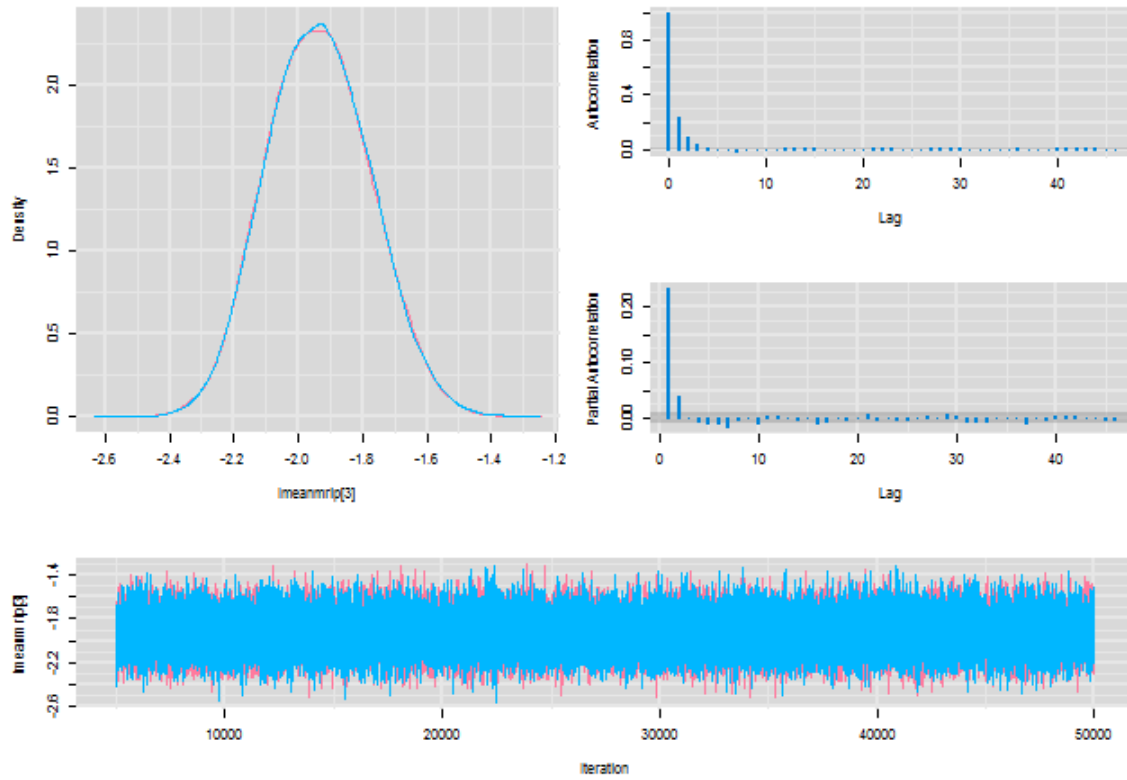 Density
0.0 0.5 1.0 1.5 2.0
-2.6 -2.4 -2.2 -2.0 -1.8 -1.6 -1.4 -1.2
lmeanmrip[3]
Autocorrelation
0.0 0.4 0.8
0 10 20 30 40
Lag
Partial Autocorrelation
0.00 0.10 0.20
0 10 20 30 40
Lag
lmeanmrip[3]
-2.6 -2.2 -1.8 -1.4
10000 20000 30000 40000 50000
Iteration